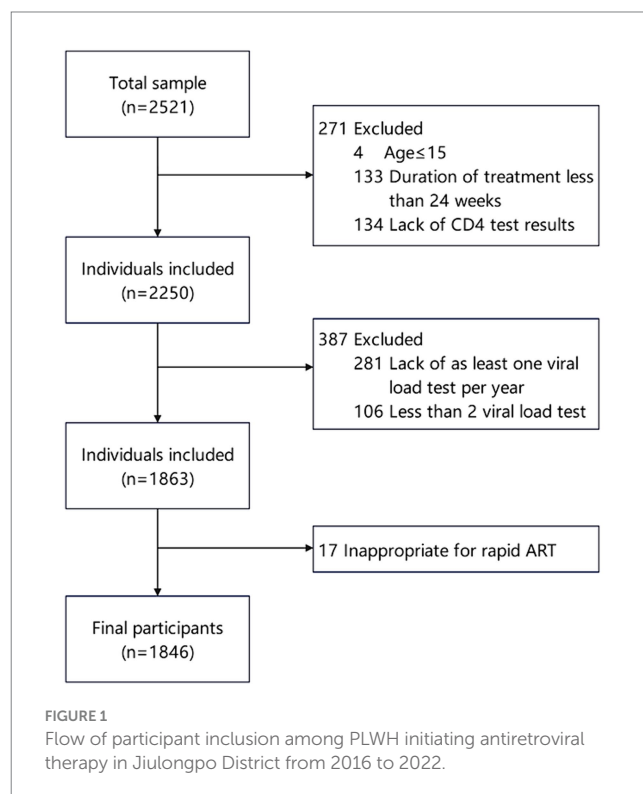 Total sample
(n=2521)
271 Excluded
4 Age≤15
133 Duration of treatment less
than 24 weeks
134 Lack of CD4 test results
Individuals included
(n=2250)
387 Excluded
281 Lack of as least one viral
load test per year
106 Less than 2 viral load test
Individuals included
(n=1863)
17 Inappropriate for rapid ART
Final participants
(n=1846)
FIGURE 1
Flow of participant inclusion among PLWH initiating antiretroviral
therapy in Jiulongpo District from 2016 to 2022.